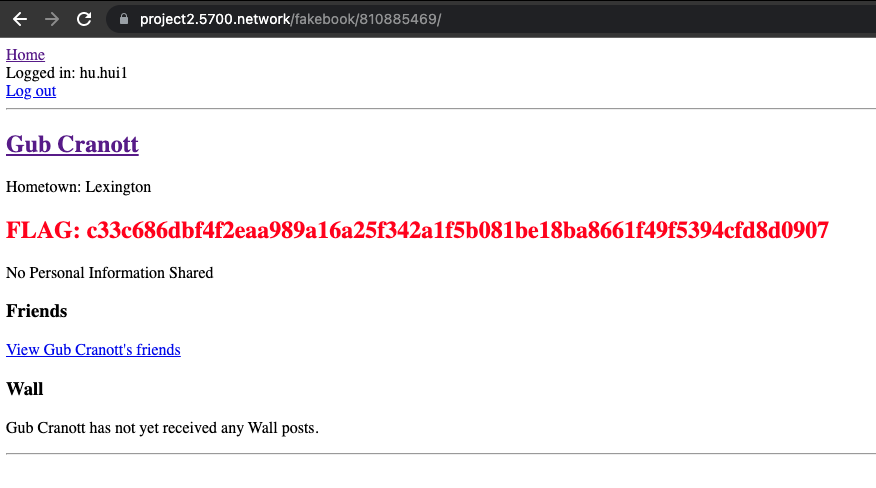 project2.5700.network/fakebook/810885469/
Home
Logged in: hu.hui1
Log out
Gub Cranott
Hometown: Lexington
FLAG: c33c686dbf4f2eaa989a16a25f342a1f5b081be18ba8661f49f5394cfd8d0907
No Personal Information Shared
Friends
View Gub Cranott's friends
Wall
Gub Cranott has not yet received any Wall posts.